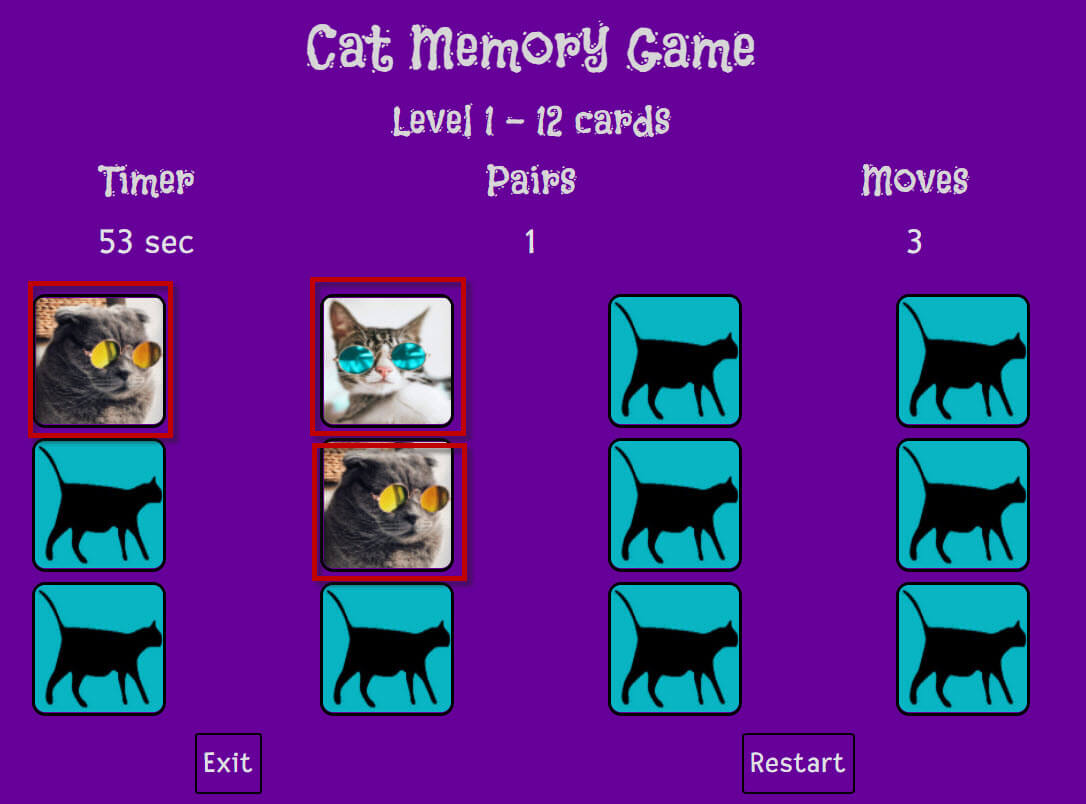 Cat Memory Game
Level 1 - 12 cards
Timer Pairs Moves
53 sec 1 3
Exit Restart